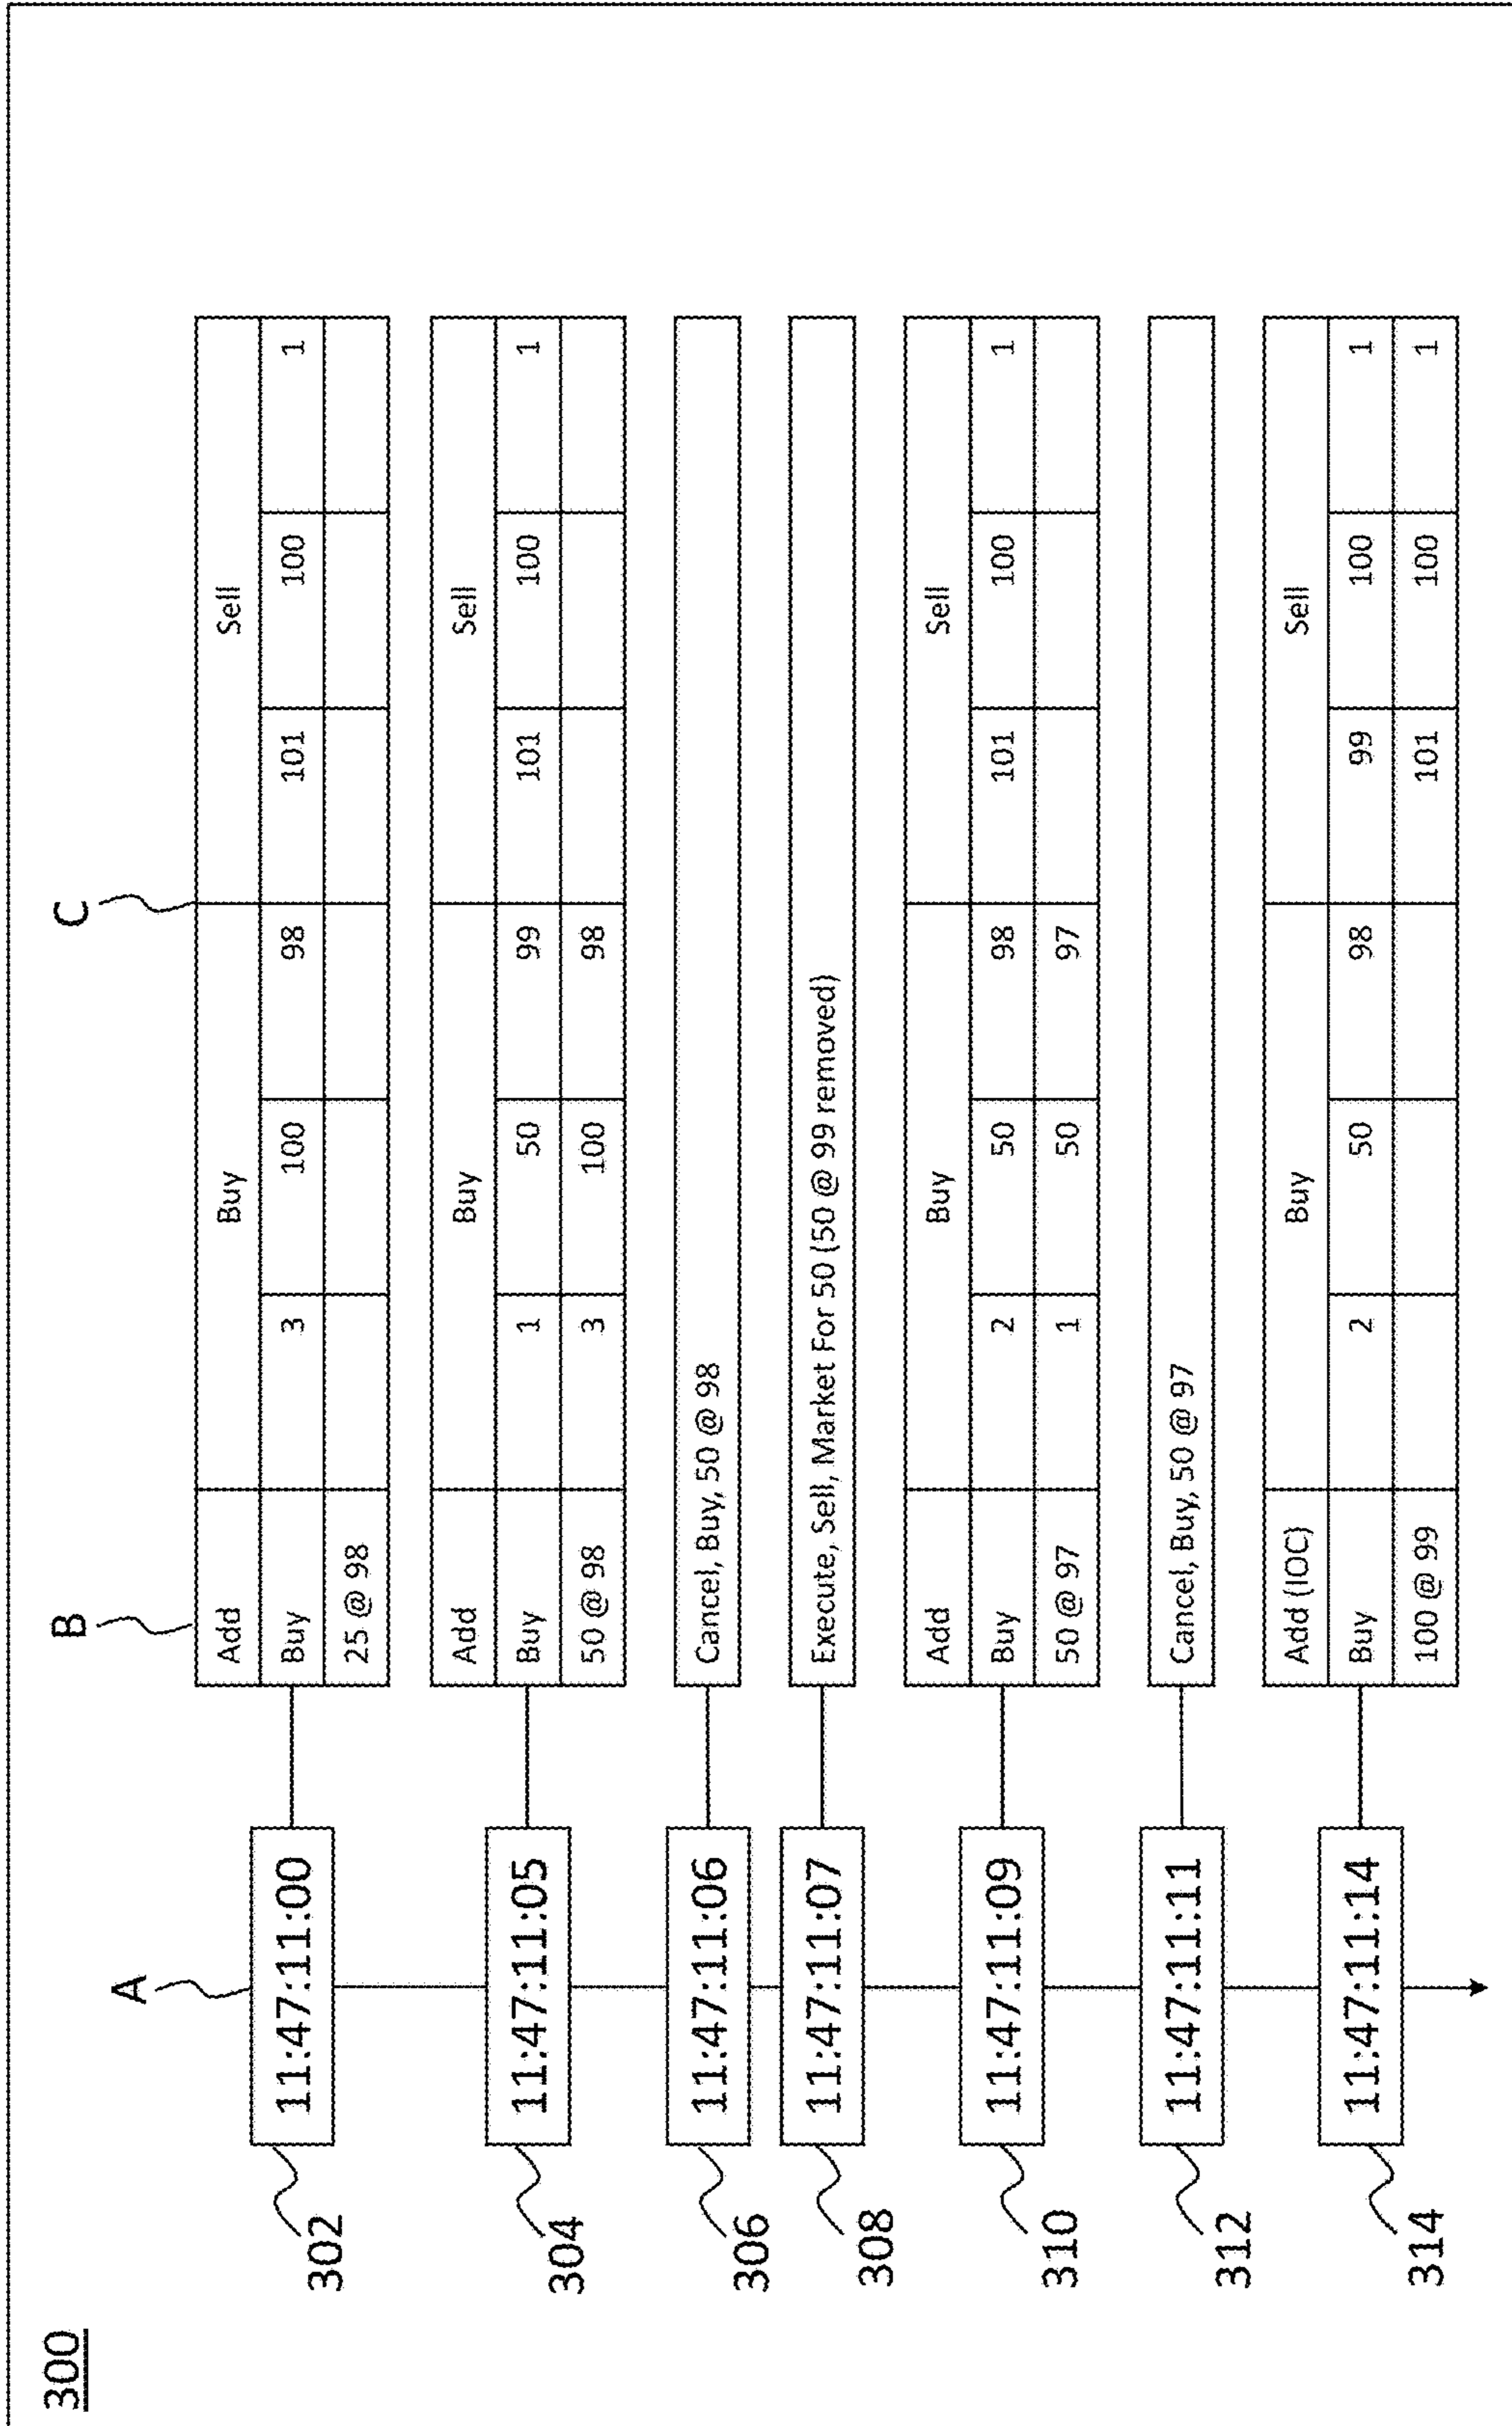 300
A
B
C
302
11:47:11:00
Add Buy Sell
Buy 3 100 98 101 100 1
25 @ 98
304
11:47:11:05
Add Buy Sell
Buy 1 50 99 101 100 1
50 @ 98 3 100 98
306
11:47:11:06
Cancel, Buy, 50 @ 98
308
11:47:11:07
Execute, Sell, Market For 50 (50 @ 99 removed)
310
11:47:11:09
Add Buy Sell
Buy 2 50 98 101 100 1
50 @ 97 1 50 97
312
11:47:11:11
Cancel, Buy, 50 @ 97
314
11:47:11:14
Add (IOC) Buy Sell
Buy 2 50 98 99 100 1
100 @ 99 101 100 1